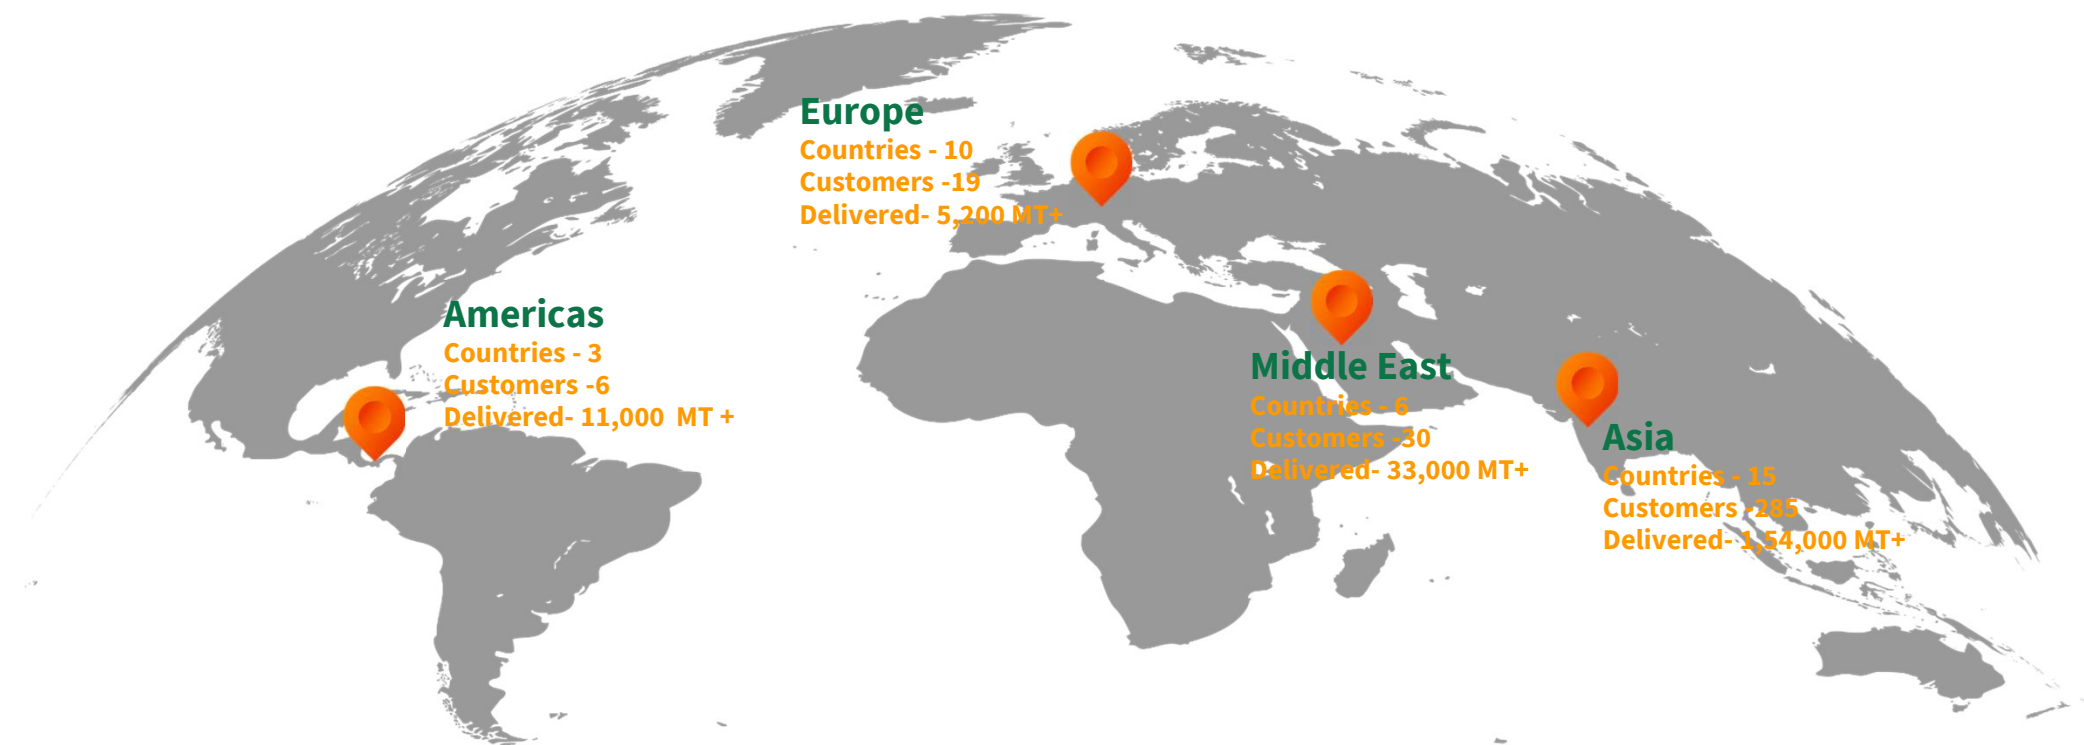 Europe
Countries - 10
Customers -19
Delivered- 5,200 MT+
Americas
Countries - 3
Customers -6
Delivered- 11,000  MT +
Middle East
Countries - 6
Customers -30
Delivered- 33,000 MT+
Asia
Countries - 15
Customers -285
Delivered- 1,54,000 MT+